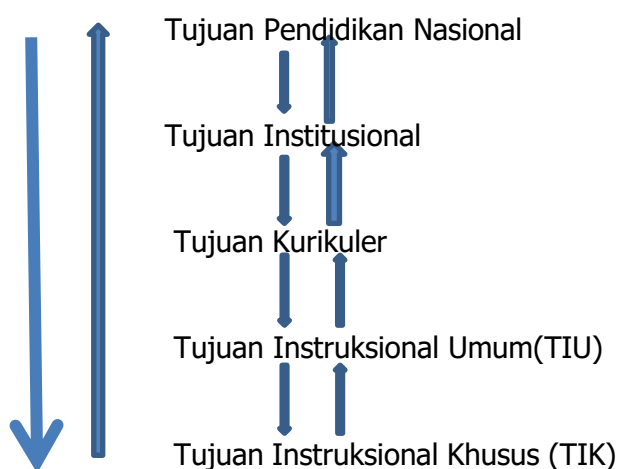 Tujuan Pendidikan Nasional
Tujuan Institusional
Tujuan Kurikuler
Tujuan Instruksional Umum(TIU)
Tujuan Instruksional Khusus (TIK)